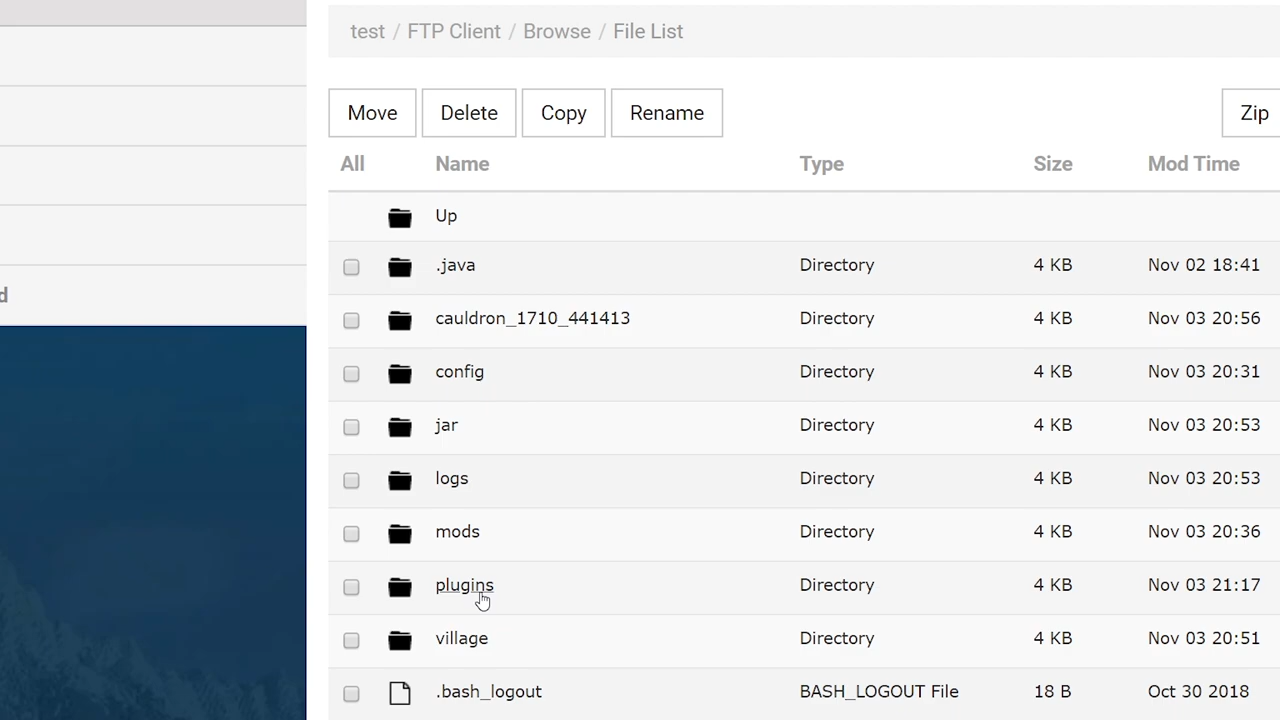 test / FTP Client / Browse / File List
Move Delete Copy Rename Zip
All Name Type Size Mod Time
Up
.java Directory 4 KB Nov 02 18:41
cauldron_1710_441413 Directory 4 KB Nov 03 20:56
config Directory 4 KB Nov 03 20:31
d
jar Directory 4 KB Nov 03 20:53
logs Directory 4 KB Nov 03 20:53
mods Directory 4 KB Nov 03 20:36
plugins Directory 4 KB Nov 03 21:17
village Directory 4 KB Nov 03 20:51
.bash_logout BASH_LOGOUT File 18 B Oct 30 2018